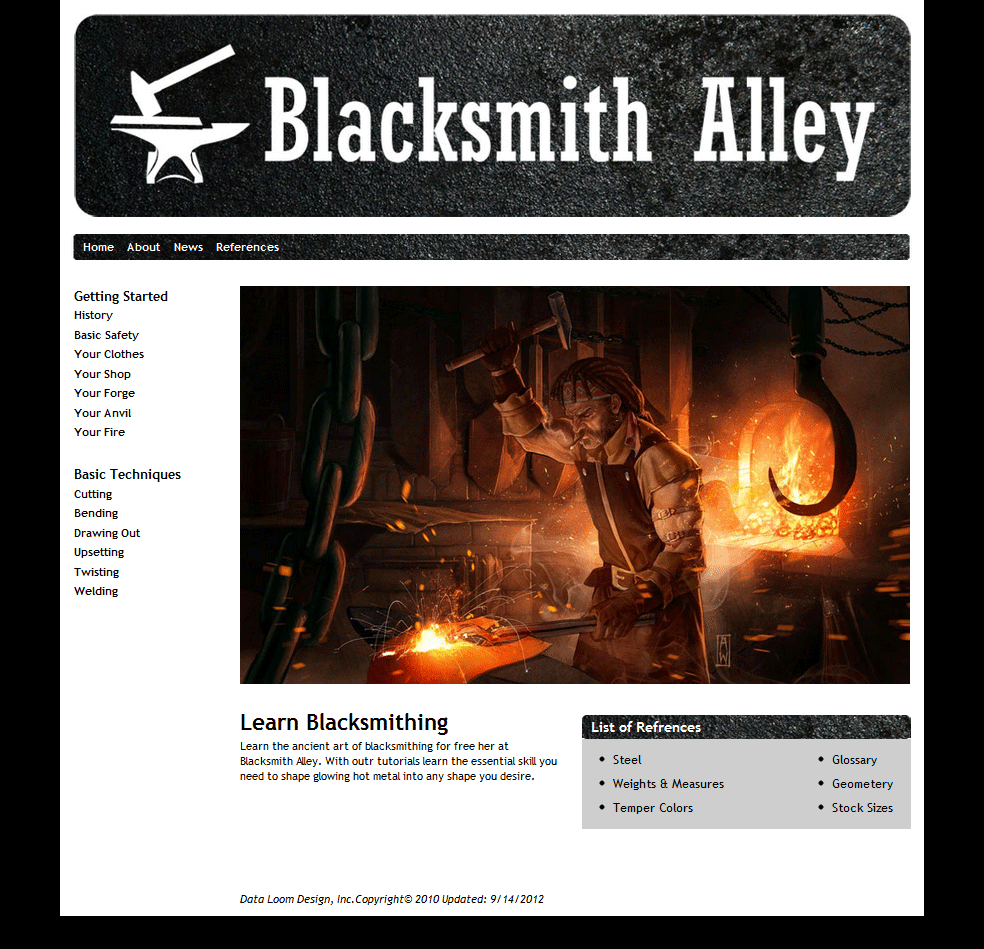 Blacksmith Alley
Home About News References
Getting Started
History
Basic Safety
Your Clothes
Your Shop
Your Forge
Your Anvil
Your Fire
Basic Techniques
Cutting
Bending
Drawing Out
Upsetting
Twisting
Welding
AW
Learn Blacksmithing
Learn the ancient art of blacksmithing for free her at
Blacksmith Alley. With outr tutorials learn the essential skill you
need to shape glowing hot metal into any shape you desire.
List of Refrences
• Steel
• Weights & Measures
• Temper Colors
• Glossary
• Geometery
• Stock Sizes
Data Loom Design, Inc.Copyright© 2010 Updated: 9/14/2012